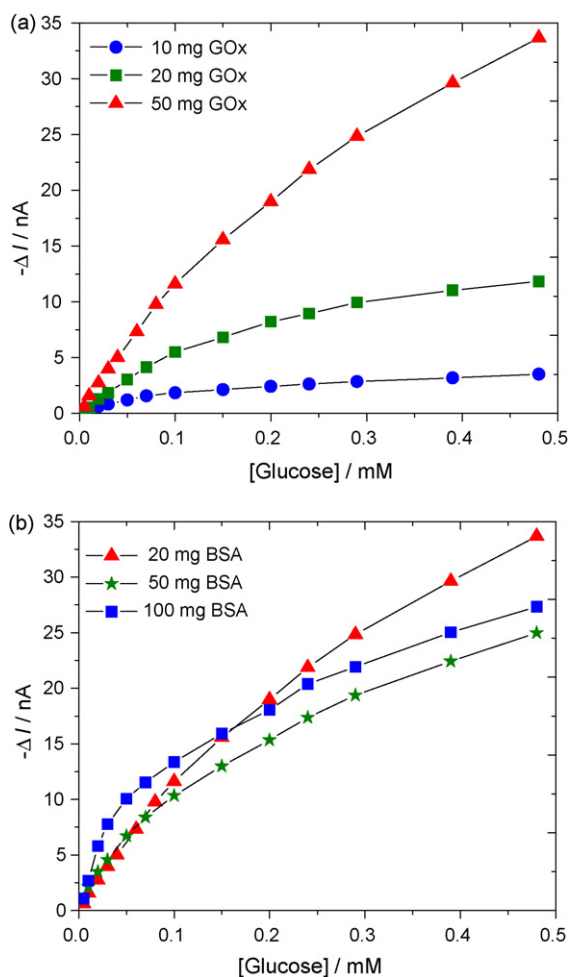 (a)
35
30
25
20
15
10
5
0
-Δ I / nA
10 mg GOx
20 mg GOx
50 mg GOx
0.0 0.1 0.2 0.3 0.4 0.5
[Glucose] / mM
(b)
35
30
25
20
15
10
5
0
-Δ I / nA
20 mg BSA
50 mg BSA
100 mg BSA
0.0 0.1 0.2 0.3 0.4 0.5
[Glucose] / mM